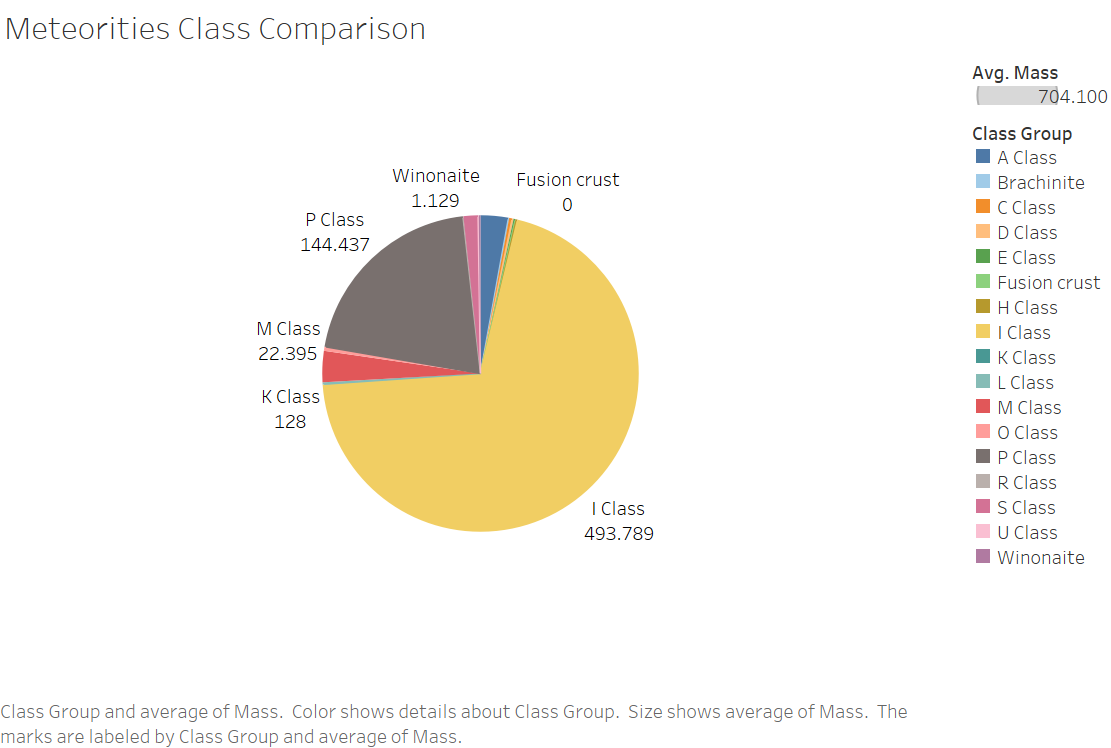 Meteorities Class Comparison
Avg. Mass
704.100
Class Group
A Class
Brachinite
C Class
D Class
E Class
Fusion crust
H Class
I Class
K Class
L Class
M Class
O Class
P Class
R Class
S Class
U Class
Winonaite
Winonaite
1.129
Fusion crust
0
P Class
144.437
M Class
22.395
K Class
128
I Class
493.789
Class Group and average of Mass.  Color shows details about Class Group.  Size shows average of Mass.  The
marks are labeled by Class Group and average of Mass.